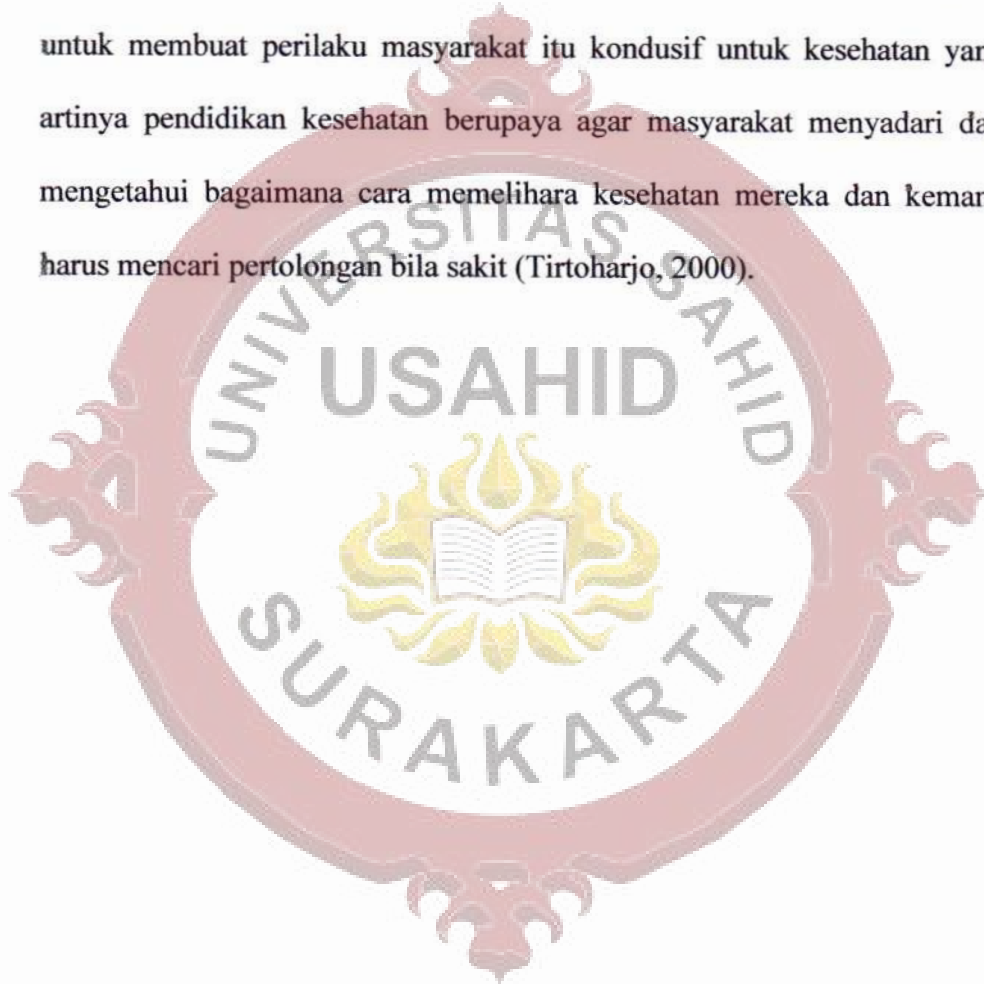 untuk membuat perilaku masyarakat itu kondusif untuk kesehatan yan
artinya pendidikan kesehatan berupaya agar masyarakat menyadari da
mengetahui bagaimana cara memelihara kesehatan mereka dan keman
harus mencari pertolongan bila sakit (Tirtoharjo, 2000).
UNIVERSITAS SAHID
USAHID
SURAKARTA